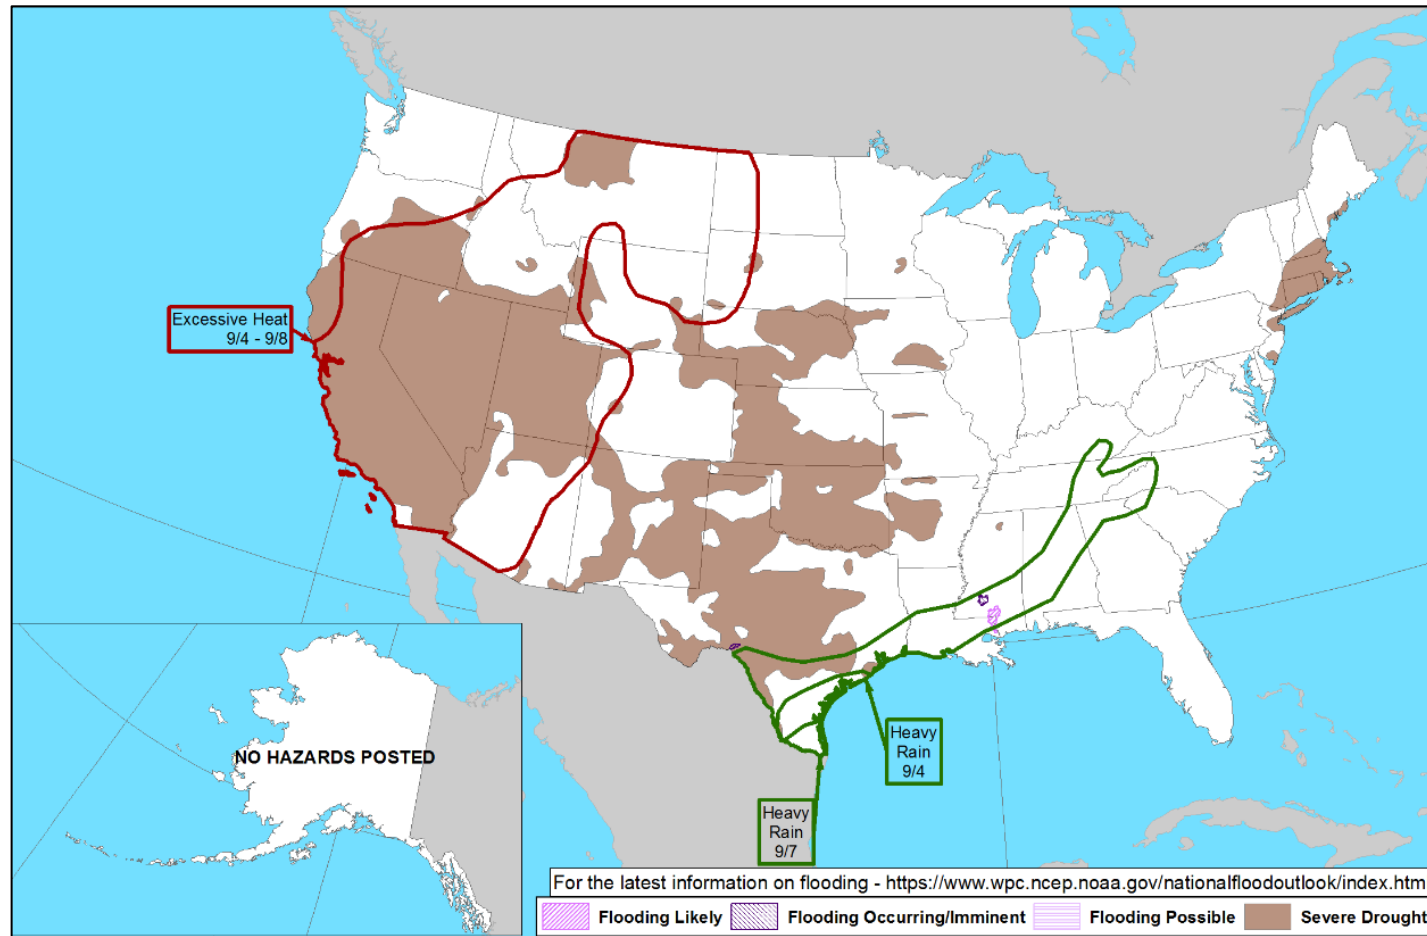 Excessive Heat
9/4 - 9/8
NO HAZARDS POSTED
Heavy
Rain
9/4
Heavy
Rain
9/7
For the latest information on flooding - https://www.wpc.ncep.noaa.gov/nationalfloodoutlook/index.htm
Flooding Likely
Flooding Occurring/Imminent
Flooding Possible
Severe Drought